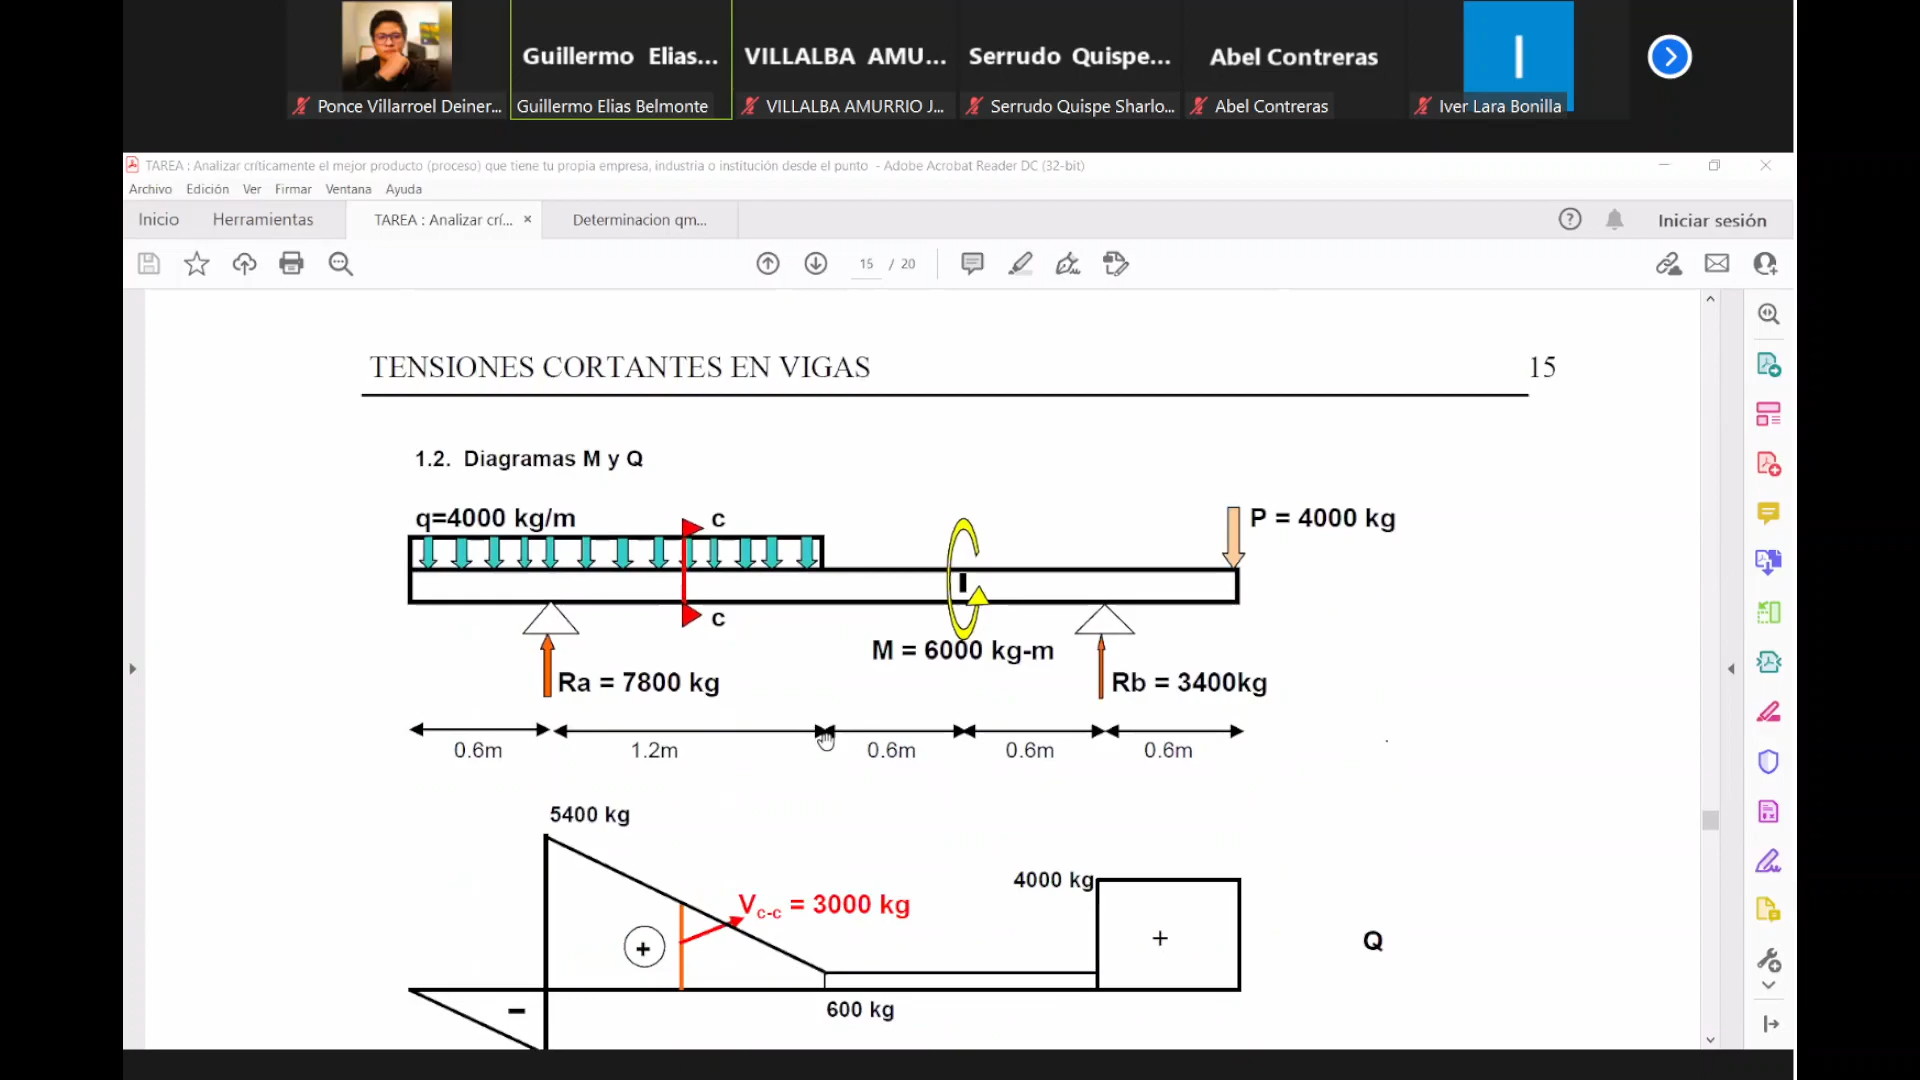 Guillermo Elias...
VILLALBA AMU...
Serrudo Quispe...
Abel Contreras
I
Ponce Villarroel Deiner...
Guillermo Elias Belmonte
VILLALBA AMURRIO J...
Serrudo Quispe Sharlo...
Abel Contreras
Iver Lara Bonilla
TAREA : Analizar críticamente el mejor producto (proceso) que tiene tu propia empresa, industria o institución desde el punto - Adobe Acrobat Reader DC (32-bit)
Archivo Edición Ver Firmar Ventana Ayuda
Inicio Herramientas TAREA : Analizar crí... × Determinacion qm... Iniciar sesión
15 / 20
TENSIONES CORTANTES EN VIGAS 15
1.2. Diagramas M y Q
q=4000 kg/m
c
P = 4000 kg
c
M = 6000 kg-m
Ra = 7800 kg
Rb = 3400kg
0.6m 1.2m 0.6m 0.6m 0.6m
5400 kg
4000 kg
Vc-c = 3000 kg
+
+
Q
600 kg
−